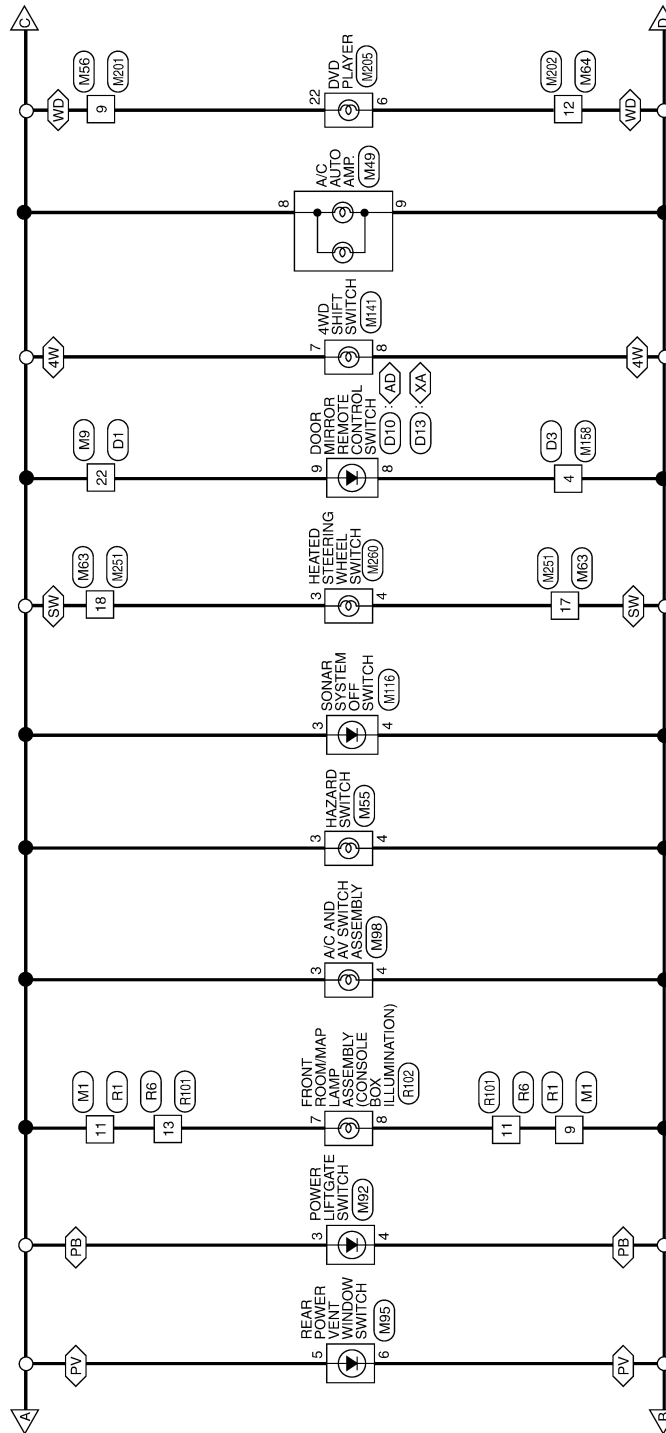 A
C
PV
5
REAR
POWER
VENT
WINDOW
SWITCH
M95
6
PV
PB
3
POWER
LIFTGATE
SWITCH
M92
4
PB
11
M1
R1
13
R6
R101
7
FRONT
ROOM/MAP
LAMP
ASSEMBLY
(CONSOLE
BOX
ILLUMINATION)
R102
8
11
R101
R6
9
R1
M1
3
A/C AND
AV SWITCH
ASSEMBLY
M98
4
3
HAZARD
SWITCH
M55
4
3
SONAR
SYSTEM
OFF
SWITCH
M116
4
SW
18
M63
M251
3
HEATED
STEERING
WHEEL
SWITCH
M260
4
17
M251
M63
SW
22
M9
D1
9
DOOR
MIRROR
REMOTE
CONTROL
SWITCH
D10 : AD
D13 : XA
8
4
D3
M158
4W
7
4WD
SHIFT
SWITCH
M141
8
4W
8
A/C
AUTO
AMP.
M49
9
WD
9
M56
M201
22
DVD
PLAYER
M205
6
12
M202
M64
WD
B
D